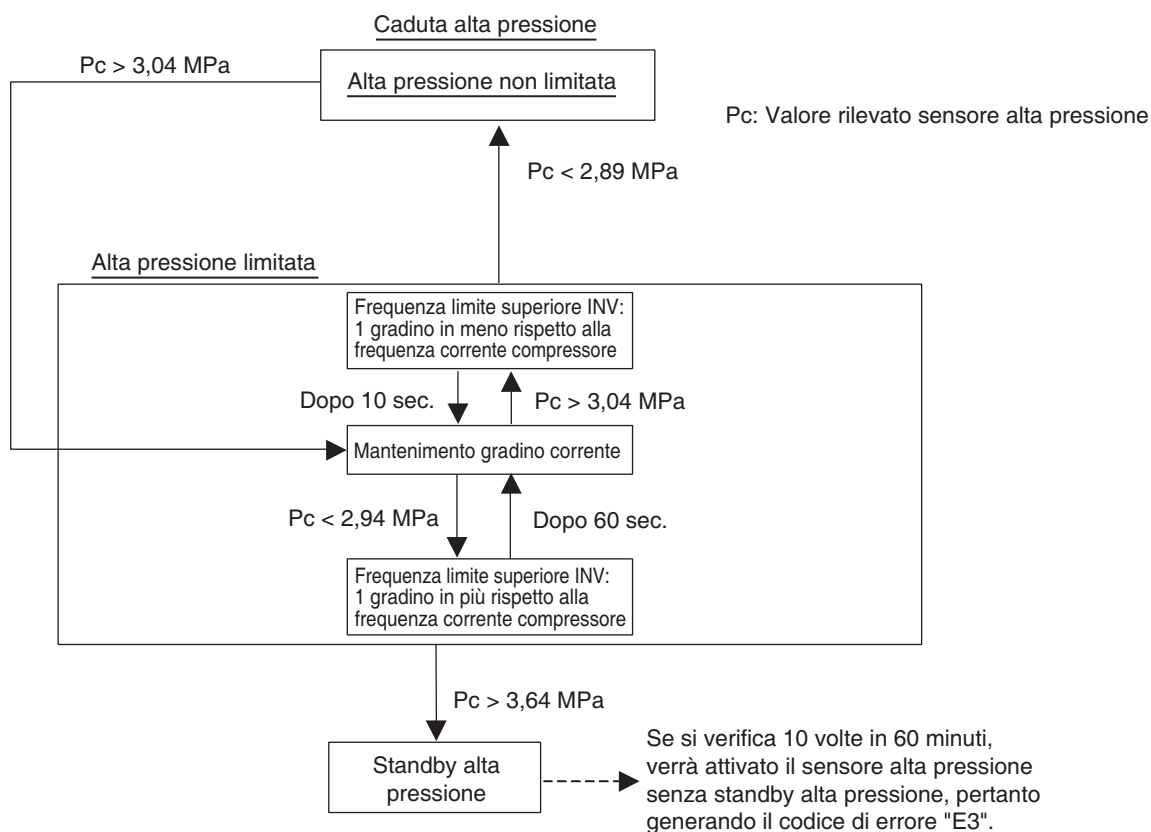 Caduta alta pressione
Pc > 3,04 MPa
Alta pressione non limitata
Pc: Valore rilevato sensore alta pressione
Pc < 2,89 MPa
Alta pressione limitata
Frequenza limite superiore INV:
1 gradino in meno rispetto alla
frequenza corrente compressore
Dopo 10 sec.
Pc > 3,04 MPa
Mantenimento gradino corrente
Pc < 2,94 MPa
Dopo 60 sec.
Frequenza limite superiore INV:
1 gradino in più rispetto alla
frequenza corrente compressore
Pc > 3,64 MPa
Standby alta
pressione
Se si verifica 10 volte in 60 minuti,
verrà attivato il sensore alta pressione
senza standby alta pressione, pertanto
generando il codice di errore "E3".